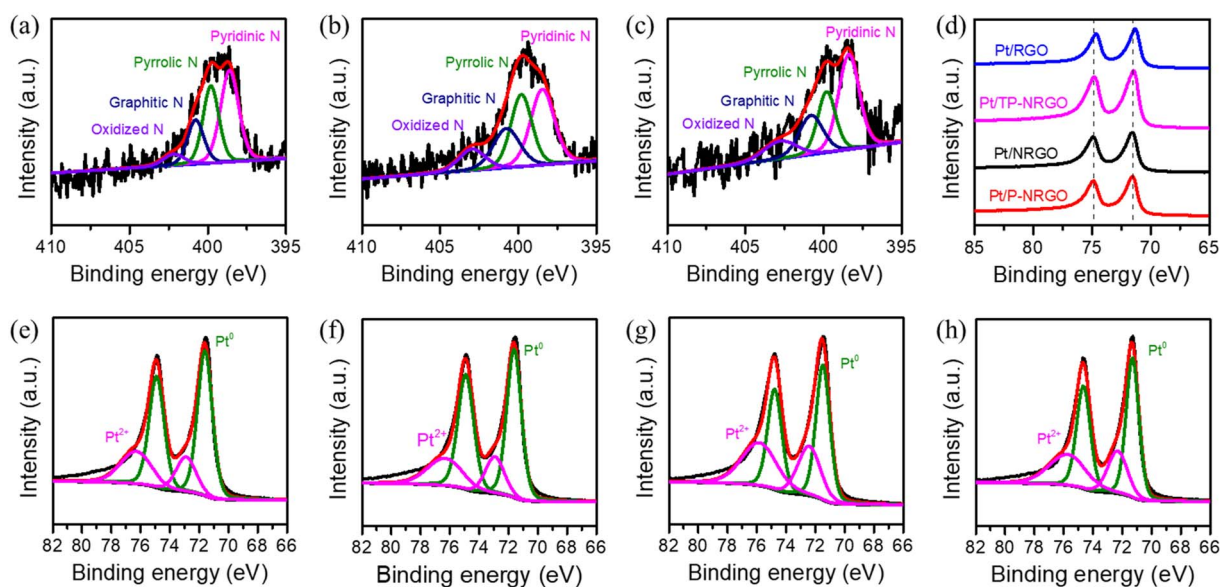 (a)
Pyridinic N
Pyrrolic N
Graphitic N
Oxidized N
Intensity (a.u.)
410 405 400 395
Binding energy (eV)
(b)
Pyridinic N
Pyrrolic N
Graphitic N
Oxidized N
Intensity (a.u.)
410 405 400 395
Binding energy (eV)
(c)
Pyridinic N
Pyrrolic N
Graphitic N
Oxidized N
Intensity (a.u.)
410 405 400 395
Binding energy (eV)
(d)
Pt/RGO
Pt/TP-NRGO
Pt/NRGO
Pt/P-NRGO
Intensity (a.u.)
85 80 75 70 65
Binding energy (eV)
(e)
Pt⁰
Pt²⁺
Intensity (a.u.)
82 80 78 76 74 72 70 68 66
Binding energy (eV)
(f)
Pt⁰
Pt²⁺
Intensity (a.u.)
82 80 78 76 74 72 70 68 66
Binding energy (eV)
(g)
Pt⁰
Pt²⁺
Intensity (a.u.)
82 80 78 76 74 72 70 68 66
Binding energy (eV)
(h)
Pt⁰
Pt²⁺
Intensity (a.u.)
82 80 78 76 74 72 70 68 66
Binding energy (eV)